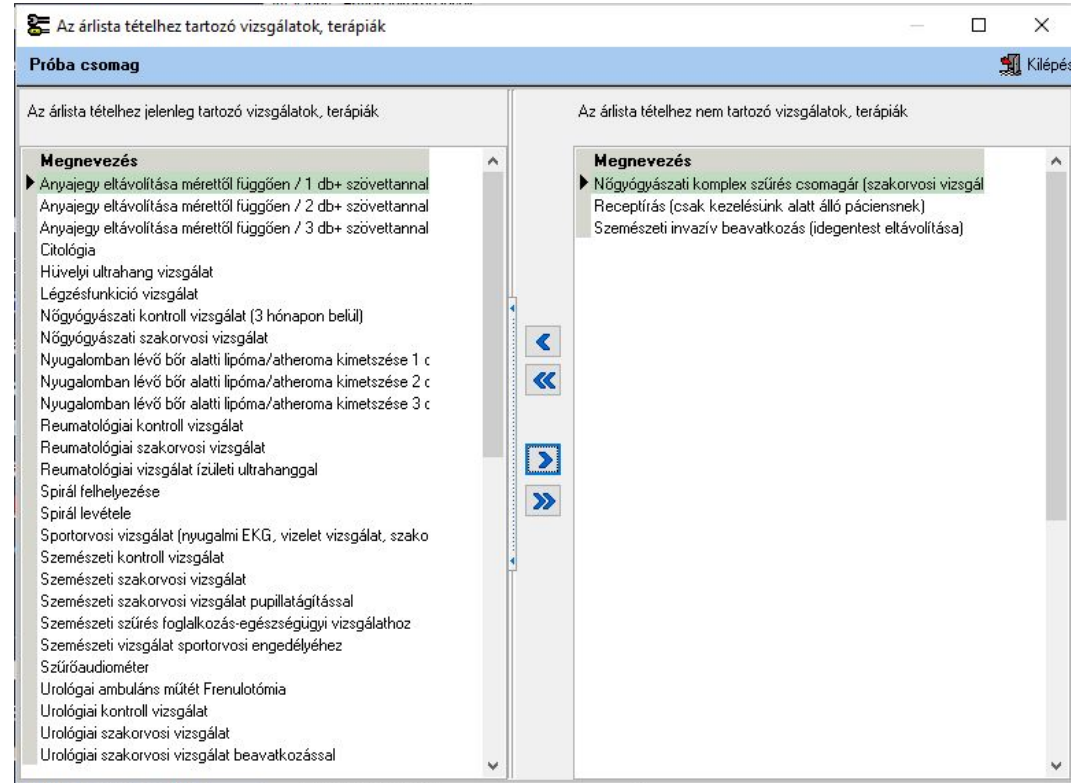 Az árlista tételhez tartozó vizsgálatok, terápiák
Próba csomag
Kilépés
Az árlista tételhez jelenleg tartozó vizsgálatok, terápiák
Megnevezés
Anyajegy eltávolítása mérettől függően / 1 db+ szövettannal
Anyajegy eltávolítása mérettől függően / 2 db+ szövettannal
Anyajegy eltávolítása mérettől függően / 3 db+ szövettannal
Citológia
Hüvelyi ultrahang vizsgálat
Légzésfunkició vizsgálat
Nőgyógyászati kontroll vizsgálat (3 hónapon belül)
Nőgyógyászati szakorvosi vizsgálat
Nyugalomban lévő bőr alatti lipóma/atheroma kimetszése 1 d
Nyugalomban lévő bőr alatti lipóma/atheroma kimetszése 2 d
Nyugalomban lévő bőr alatti lipóma/atheroma kimetszése 3 d
Reumatológiai kontroll vizsgálat
Reumatológiai szakorvosi vizsgálat
Reumatológiai vizsgálat ízületi ultrahanggal
Spirál felhelyezése
Spirál levétele
Sportorvosi vizsgálat (nyugalmi EKG, vizelet vizsgálat, szako
Szemészeti kontroll vizsgálat
Szemészeti szakorvosi vizsgálat
Szemészeti szakorvosi vizsgálat pupillatágítással
Szemészeti szűrés foglalkozás-egészségügyi vizsgálathoz
Szemészeti vizsgálat sportorvosi engedélyéhez
Szűrőaudiométer
Urológai ambuláns műtét Frenulotómia
Urológiai kontroll vizsgálat
Urológiai szakorvosi vizsgálat
Urológiai szakorvosi vizsgálat beavatkozással
Az árlista tételhez nem tartozó vizsgálatok, terápiák
Megnevezés
Nőgyógyászati komplex szűrés csomagár (szakorvosi vizsgál
Receptírás (csak kezelésünk alatt álló páciensnek)
Szemészeti invazív beavatkozás (idegentest eltávolítása)